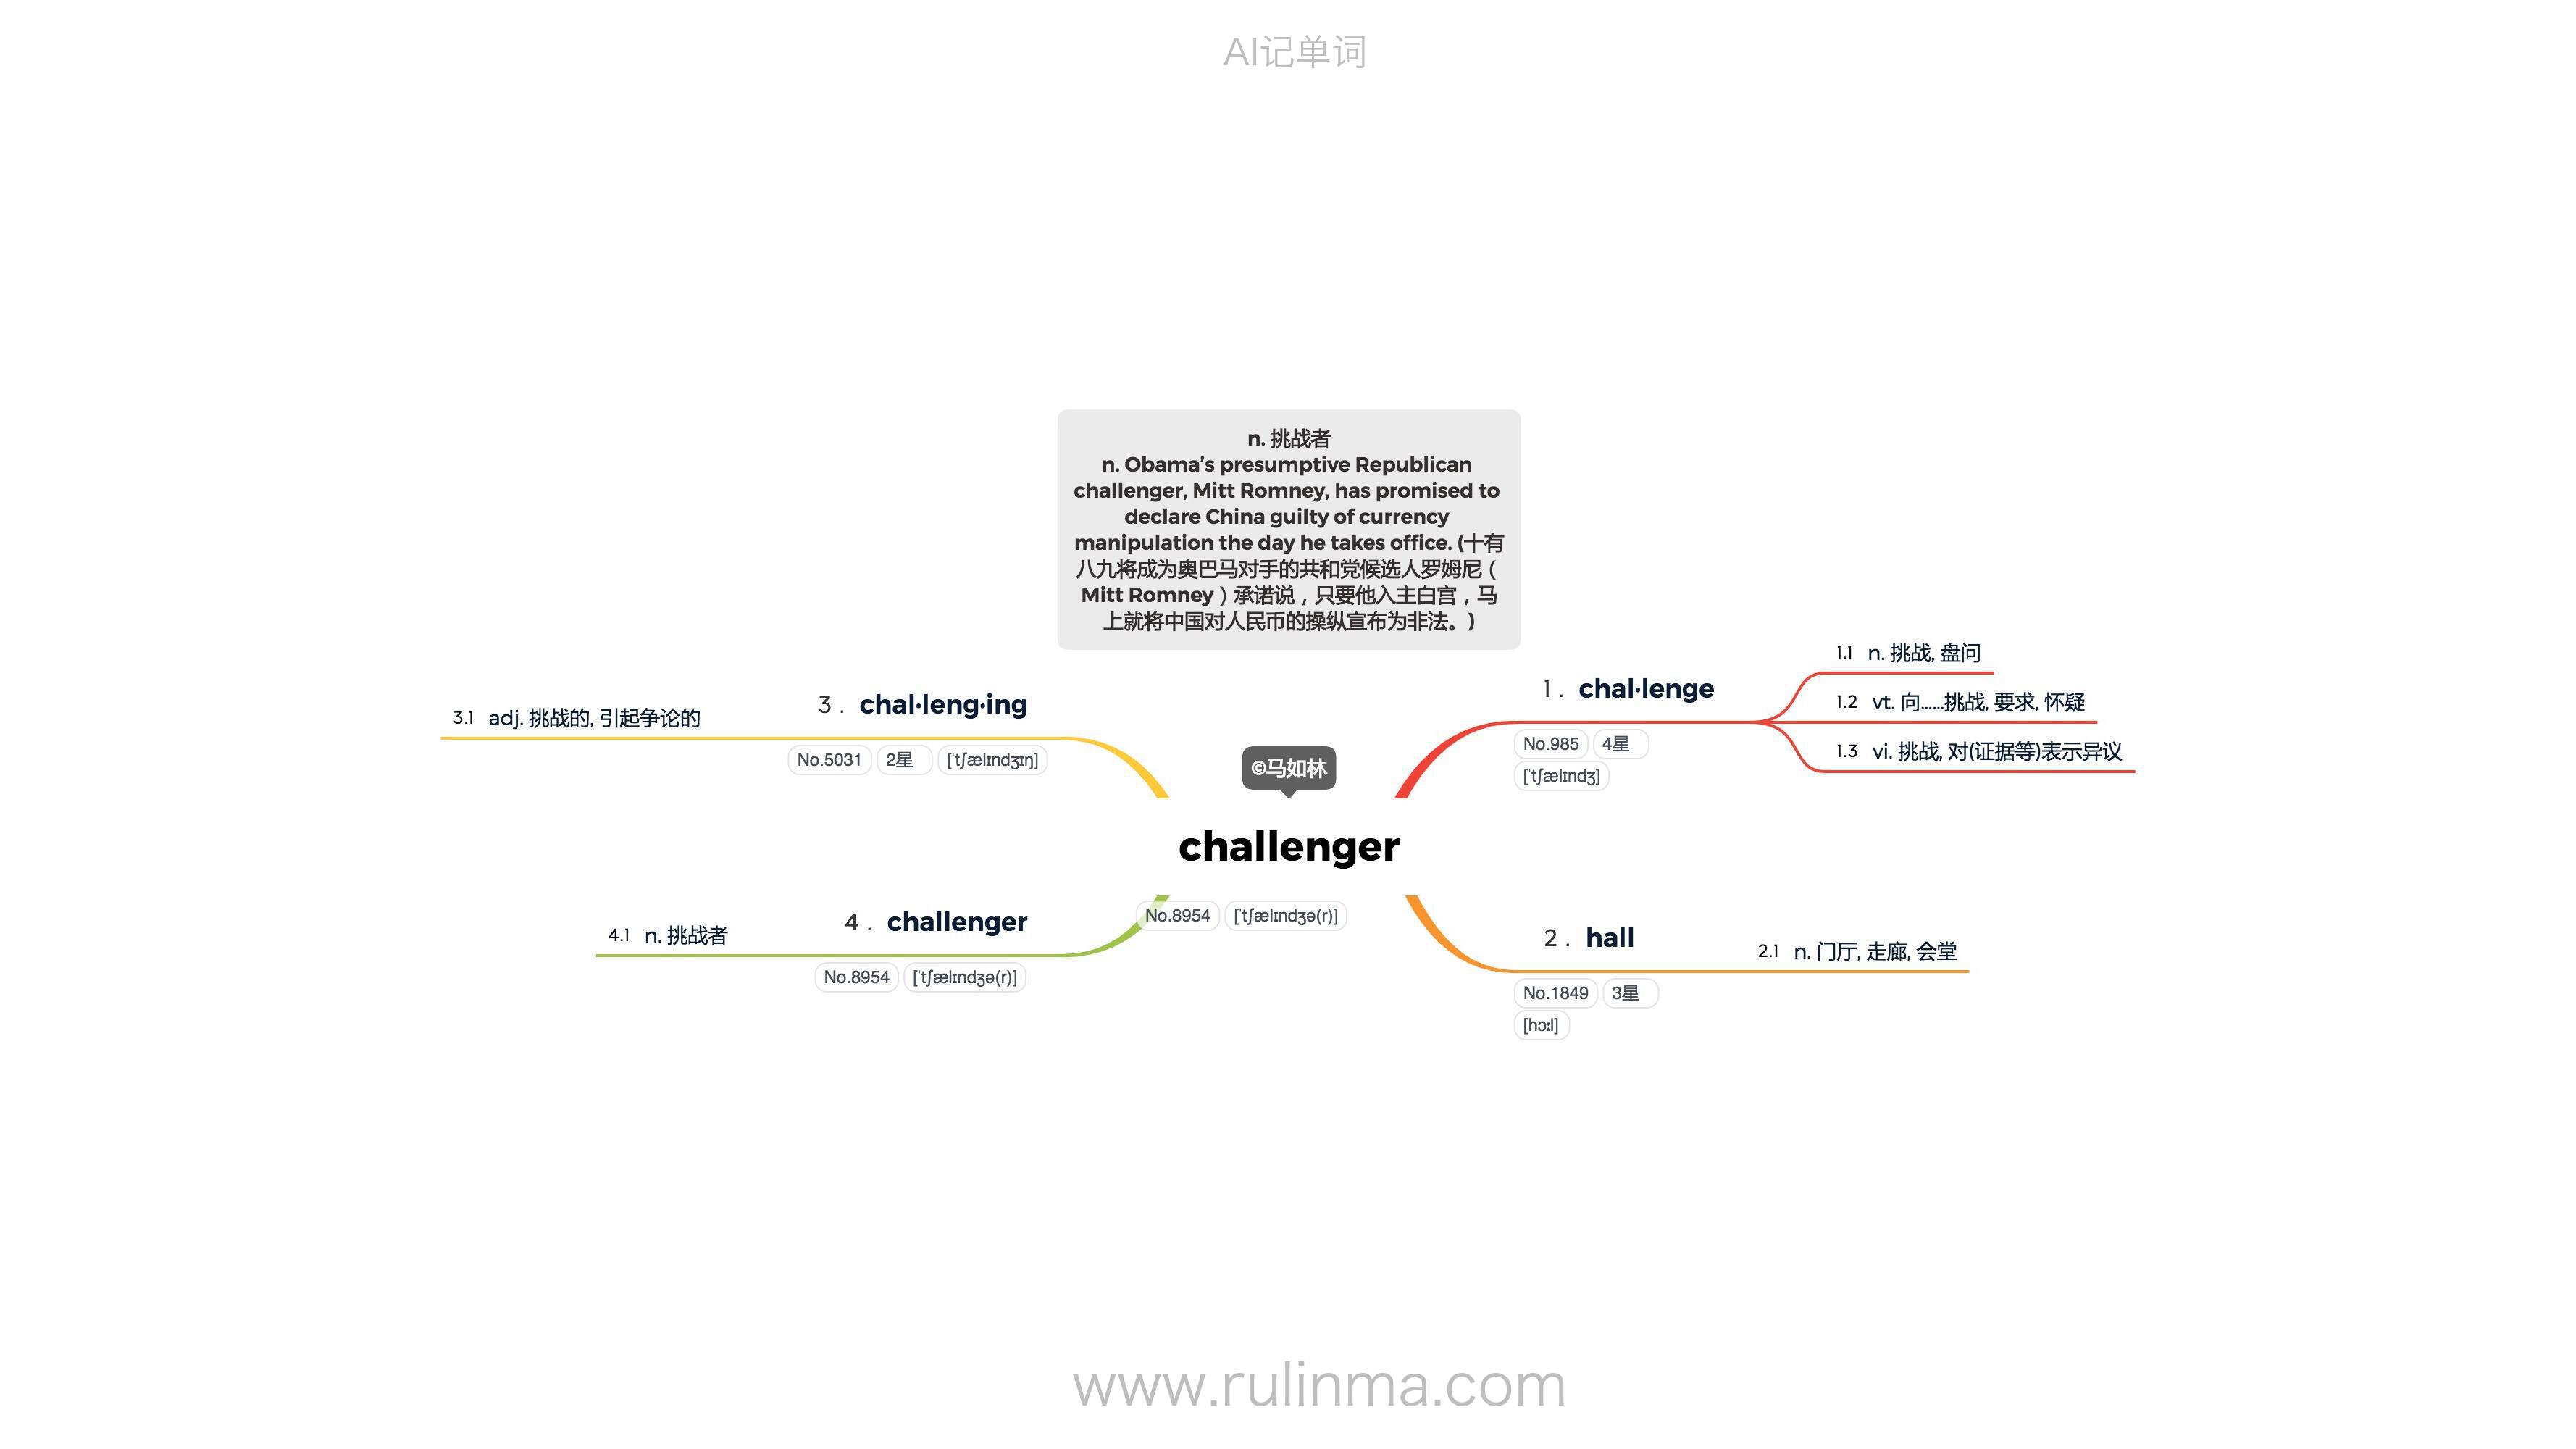 AI记单词
n. 挑战者
n. Obama’s presumptive Republican
challenger, Mitt Romney, has promised to
declare China guilty of currency
manipulation the day he takes office. (十有
八九将成为奥巴马对手的共和党候选人罗姆尼（
Mitt Romney）承诺说，只要他入主白宫，马
上就将中国对人民币的操纵宣布为非法。)
©马如林
challenger
No.8954 [ˈtʃælɪndʒə(r)]
1. chal·lenge
No.985 4星
[ˈtʃælɪndʒ]
1.1 n. 挑战, 盘问
1.2 vt. 向……挑战, 要求, 怀疑
1.3 vi. 挑战, 对(证据等)表示异议
2. hall
No.1849 3星
[hɔːl]
2.1 n. 门厅, 走廊, 会堂
3. chal·leng·ing
No.5031 2星 [ˈtʃælɪndʒɪŋ]
3.1 adj. 挑战的, 引起争论的
4. challenger
No.8954 [ˈtʃælɪndʒə(r)]
4.1 n. 挑战者
www.rulinma.com